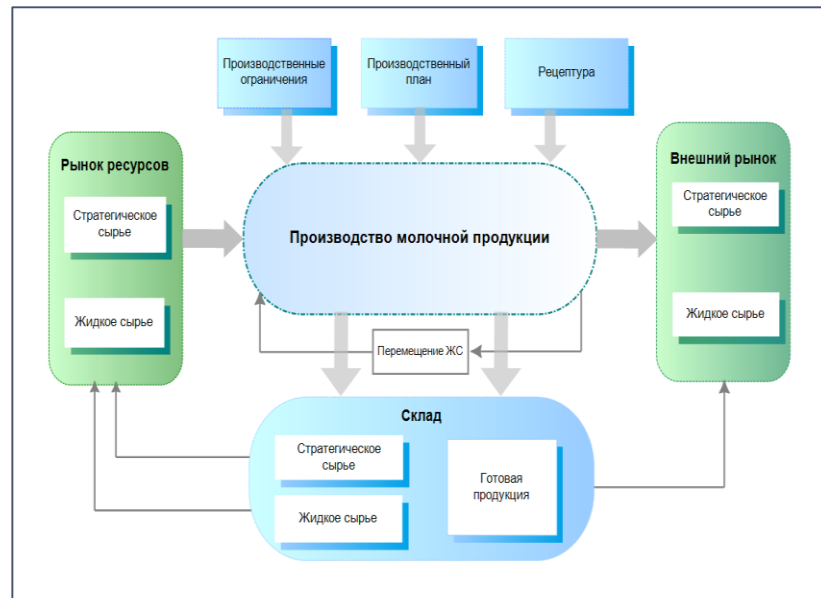 Производственные
ограничения
Производственный
план
Рецептура
Рынок ресурсов
Стратегическое
сырье
Жидкое сырье
Производство молочной продукции
Внешний рынок
Стратегическое
сырье
Жидкое сырье
Перемещение ЖС
Склад
Стратегическое
сырье
Жидкое сырье
Готовая
продукция